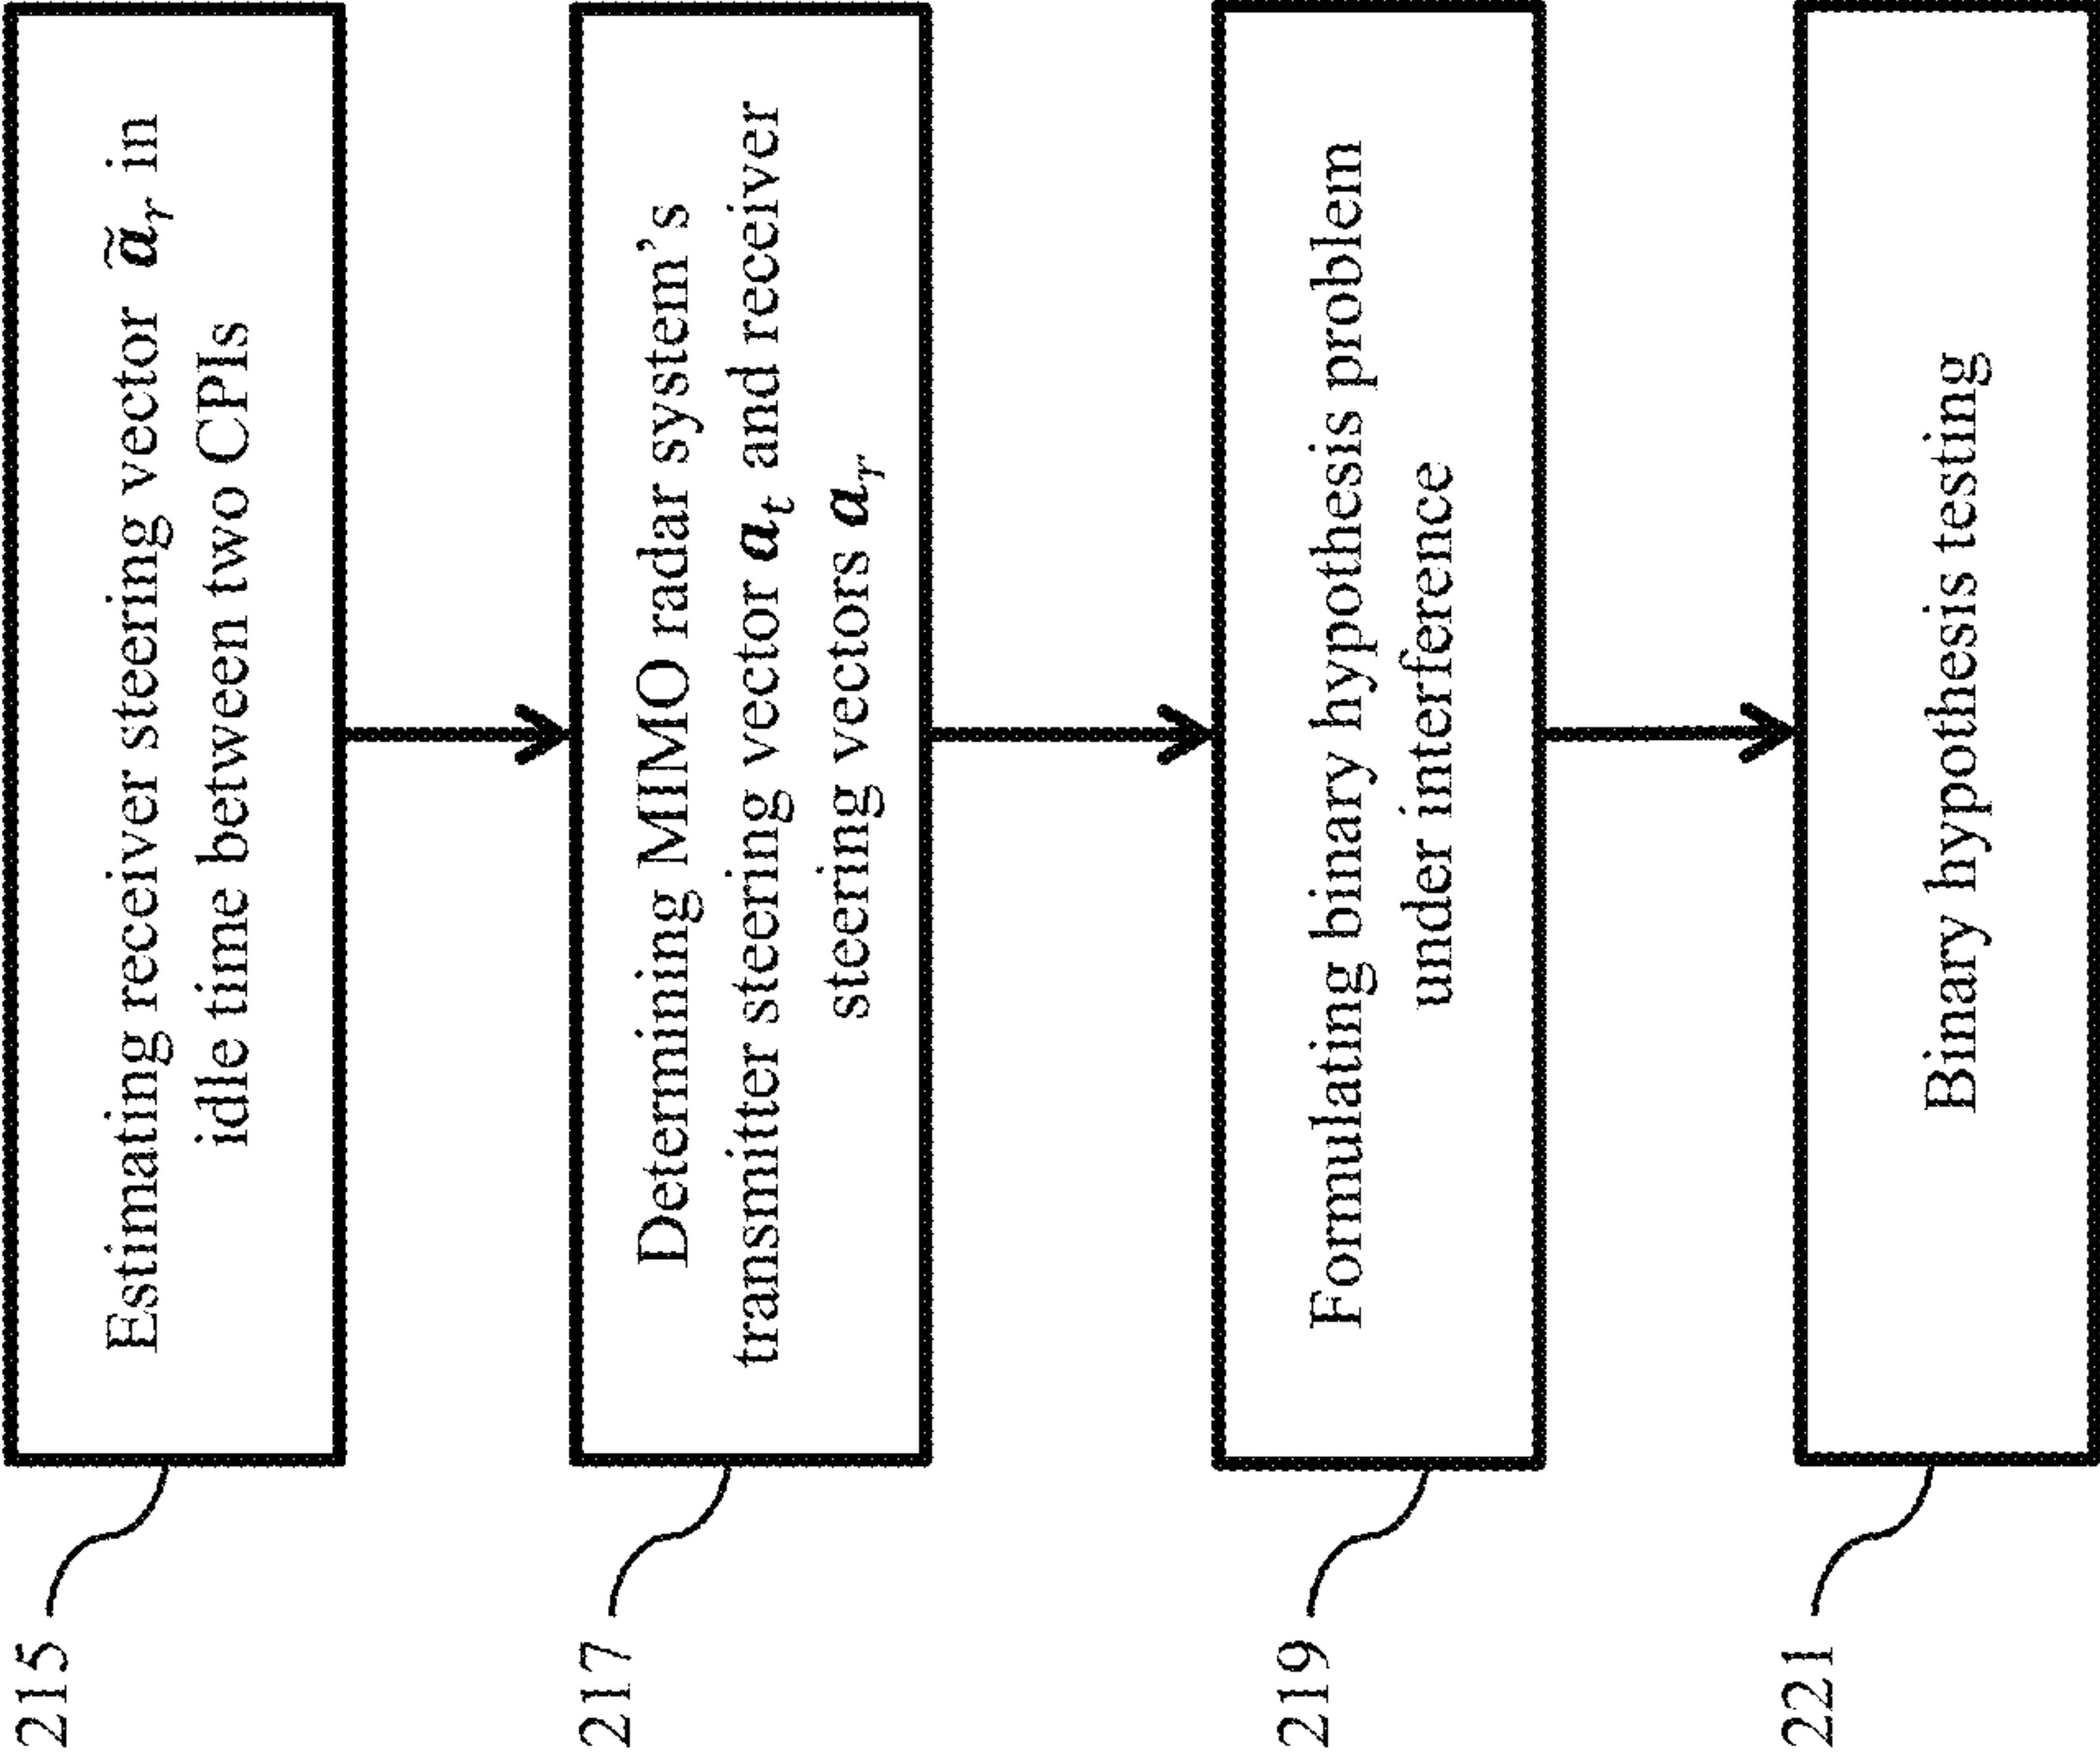 215
Estimating receiver steering vector ã_r in
idle time between two CPIs
217
Determining MIMO radar system's
transmitter steering vector a_t and receiver
steering vectors a_r
219
Formulating binary hypothesis problem
under interference
221
Binary hypothesis testing